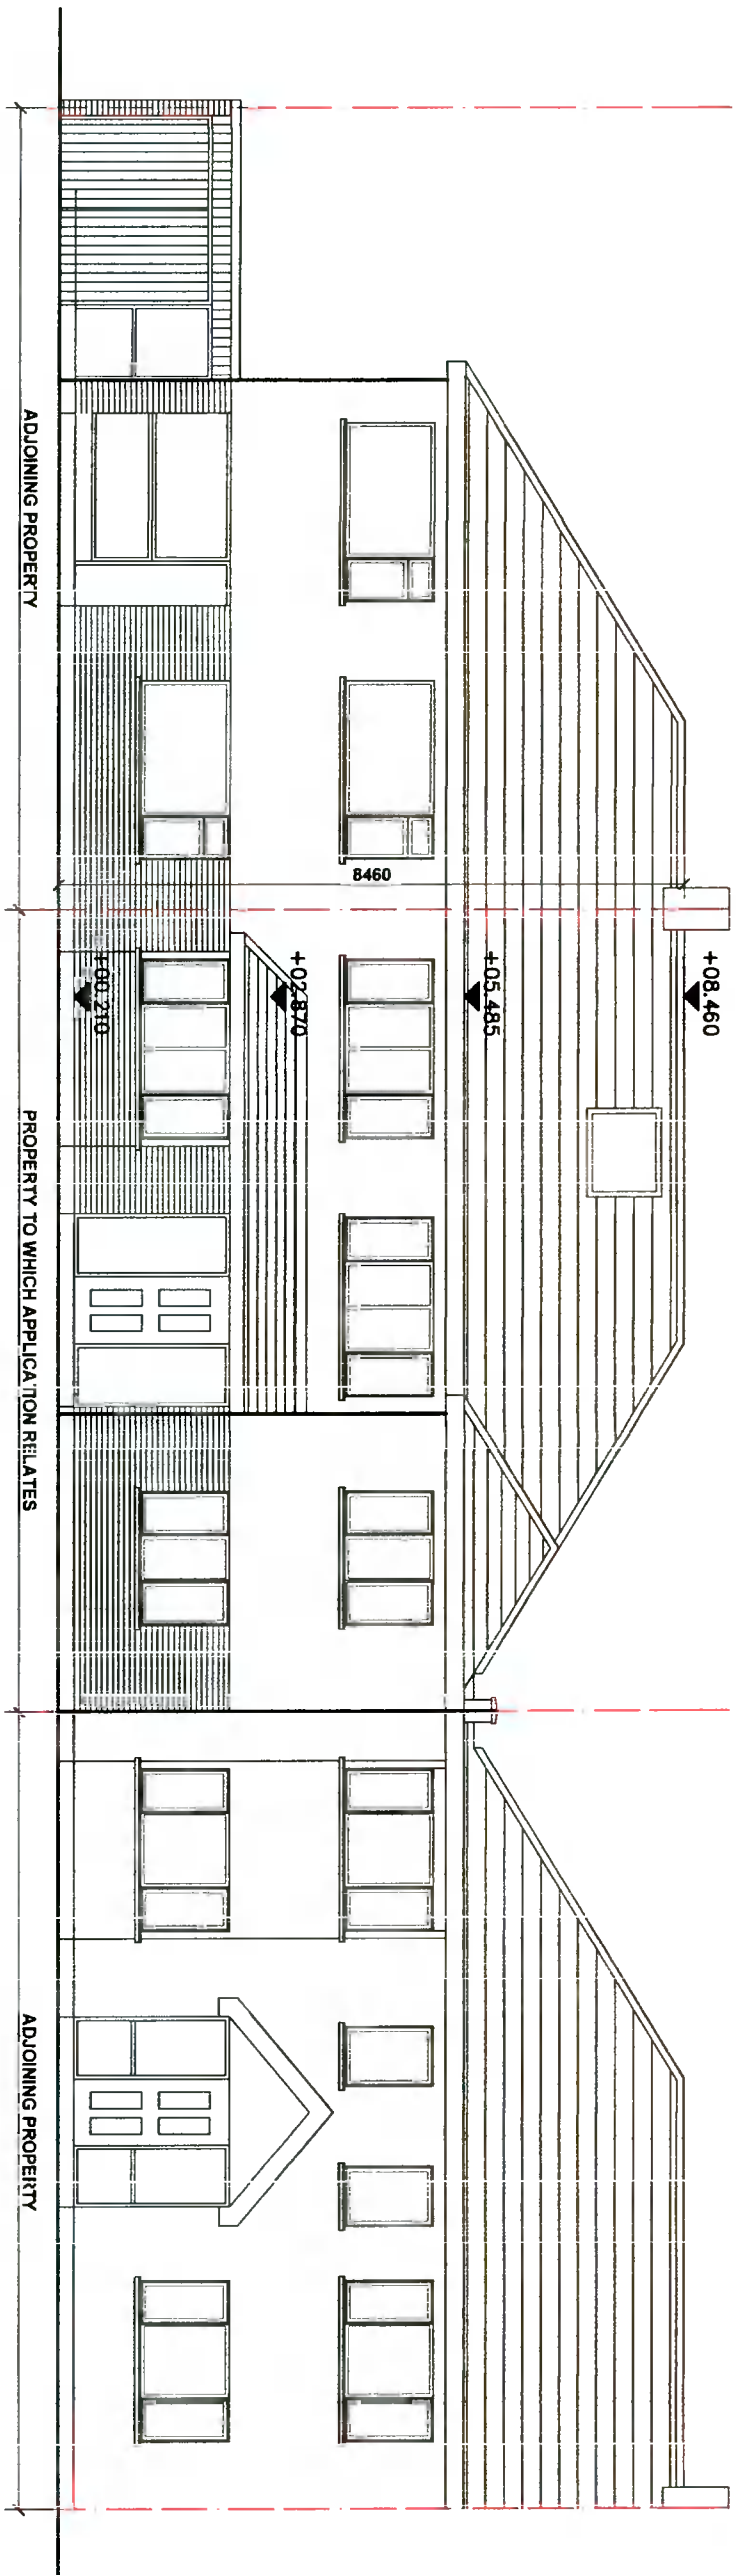 +08.460
+05.485
+02.870
+00.210
8460
ADJOINING PROPERTY
PROPERTY TO WHICH APPLICATION RELATES
ADJOINING PROPERTY